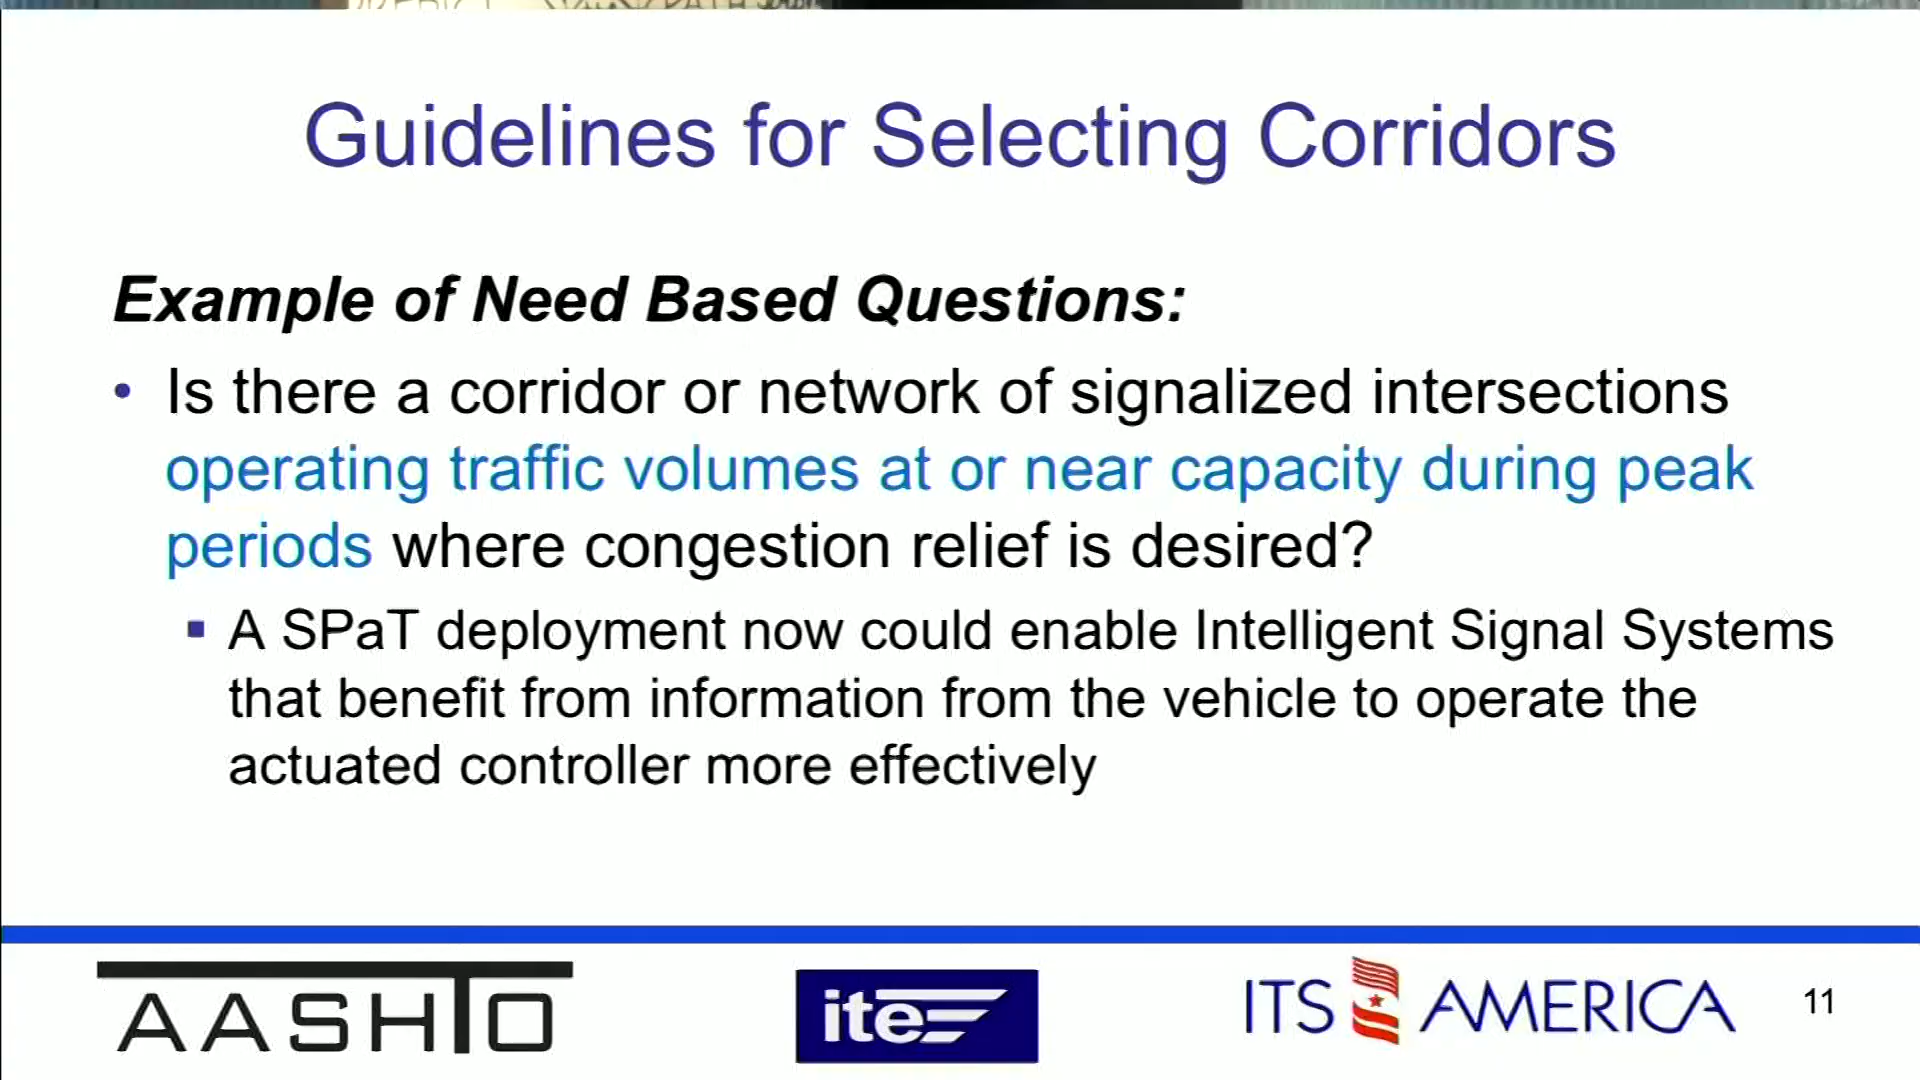 Guidelines for Selecting Corridors
Example of Need Based Questions:
• Is there a corridor or network of signalized intersections
operating traffic volumes at or near capacity during peak
periods where congestion relief is desired?
▪ A SPaT deployment now could enable Intelligent Signal Systems
that benefit from information from the vehicle to operate the
actuated controller more effectively
AASHTO
ite
ITS AMERICA
11